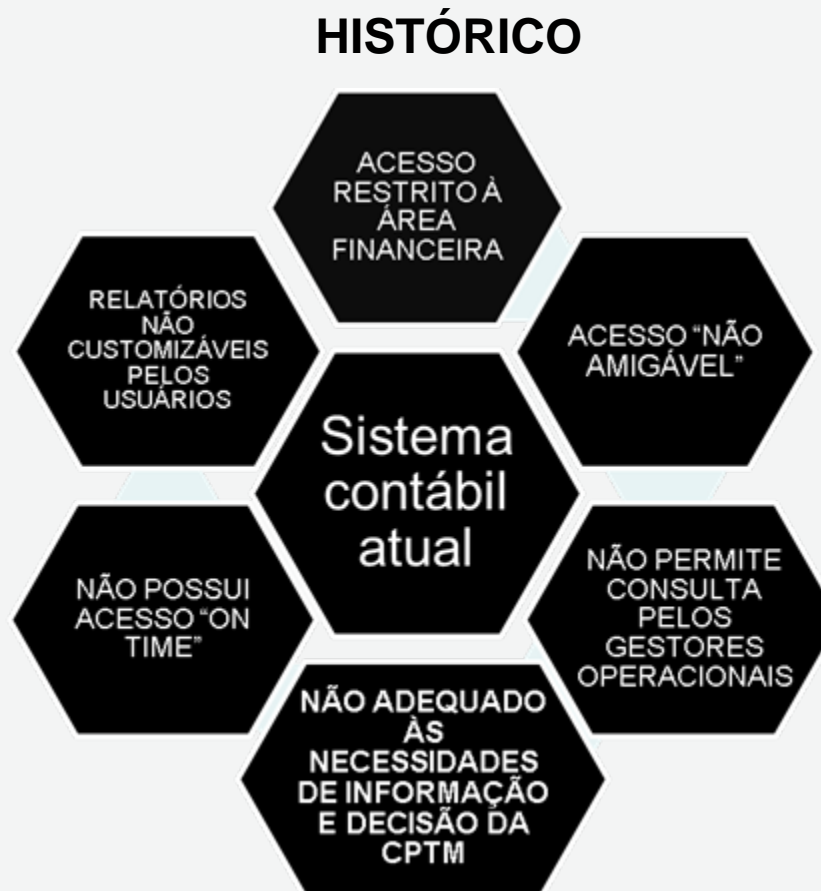 HISTÓRICO
ACESSO
RESTRITO À
ÁREA
FINANCEIRA
RELATÓRIOS
NÃO
CUSTOMIZÁVEIS
PELOS
USUÁRIOS
ACESSO “NÃO
AMIGÁVEL”
Sistema
contábil
atual
NÃO POSSUI
ACESSO “ON
TIME”
NÃO PERMITE
CONSULTA
PELOS
GESTORES
OPERACIONAIS
NÃO ADEQUADO
ÀS
NECESSIDADES
DE INFORMAÇÃO
E DECISÃO DA
CPTM